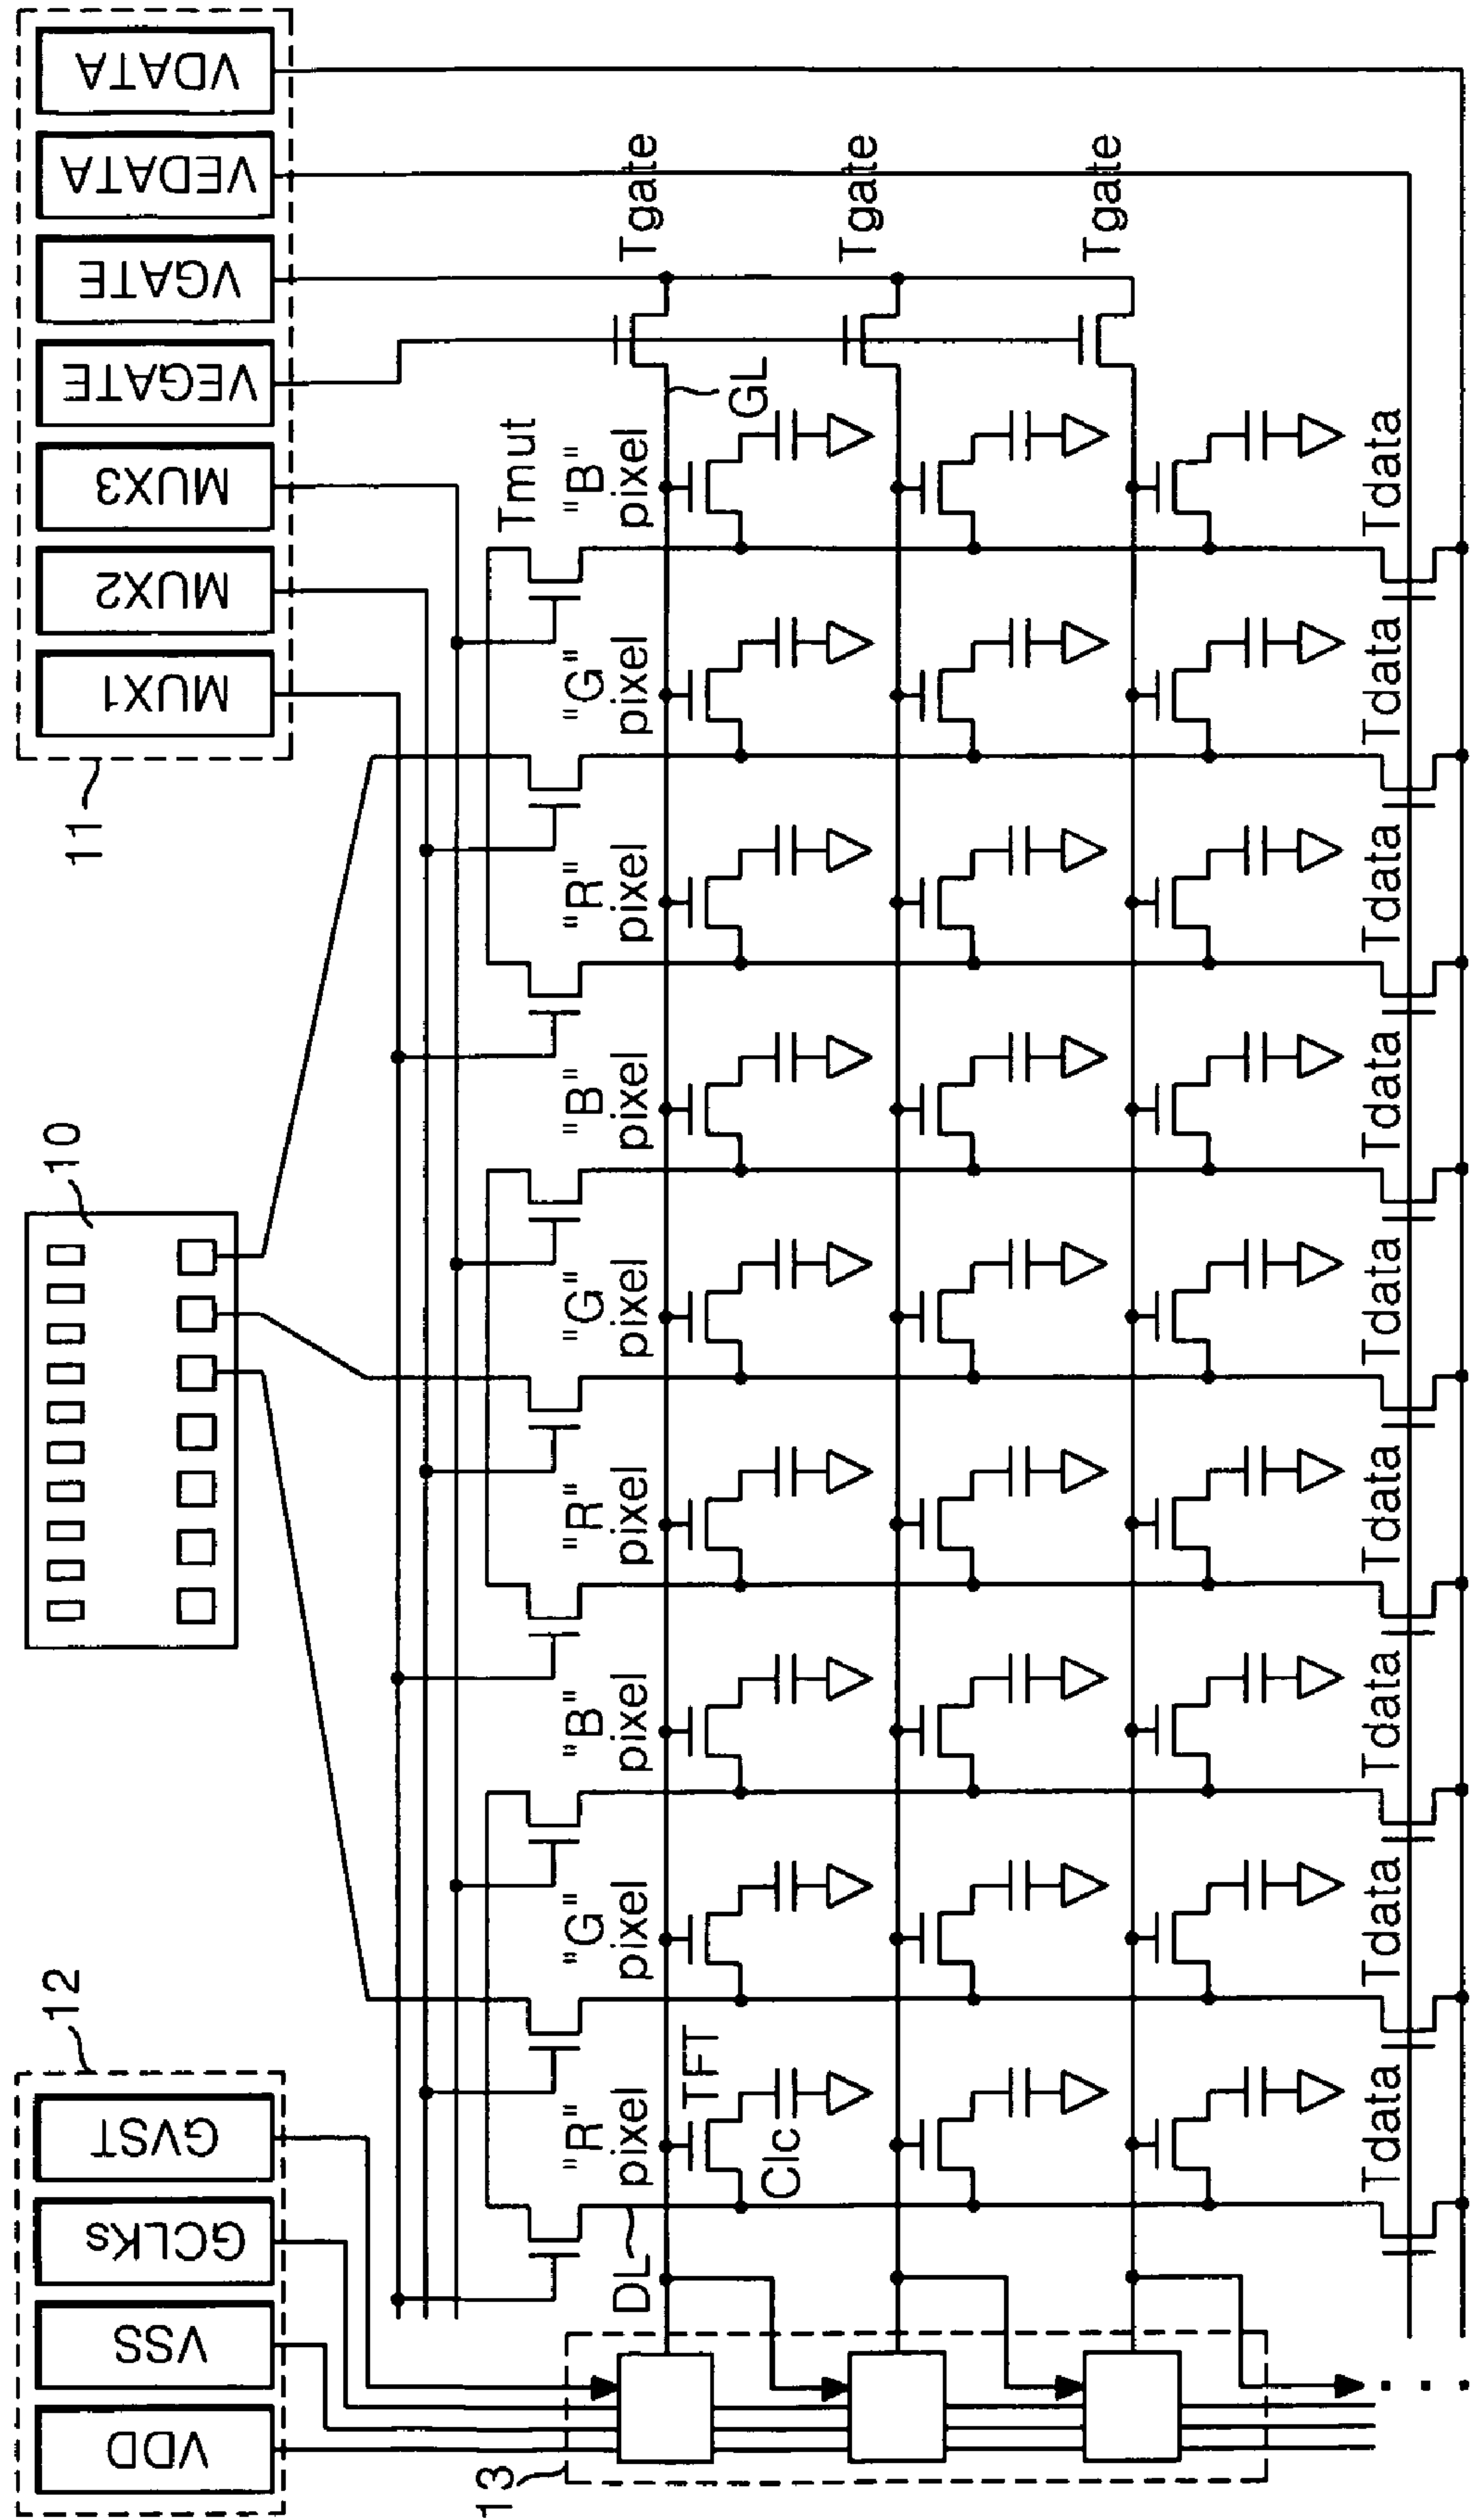 12
10
11
VDD
VSS
GCLKs
GVST
MUX1
MUX2
MUX3
VEGATE
VGATE
VEDATA
VDATA
Tmut
"R"
pixel
"G"
pixel
"B"
pixel
"R"
pixel
"G"
pixel
"B"
pixel
"R"
pixel
"G"
pixel
"B"
pixel
13
DL
TFT
Clc
GL
Tgate
Tgate
Tgate
Tdata
Tdata
Tdata
Tdata
Tdata
Tdata
Tdata
Tdata
Tdata